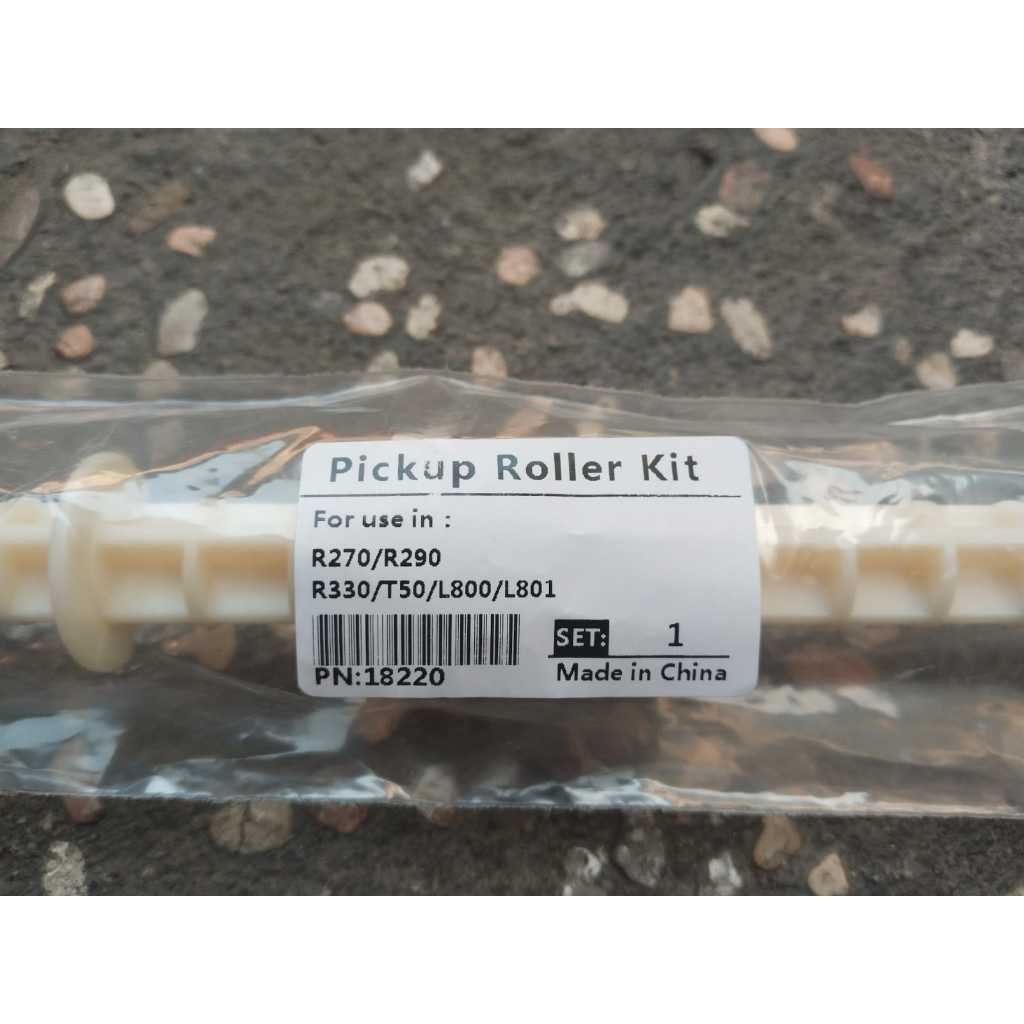 Pickup Roller Kit
For use in :
R270/R290
R330/T50/L800/L801
SET: 1
PN:18220
Made in China